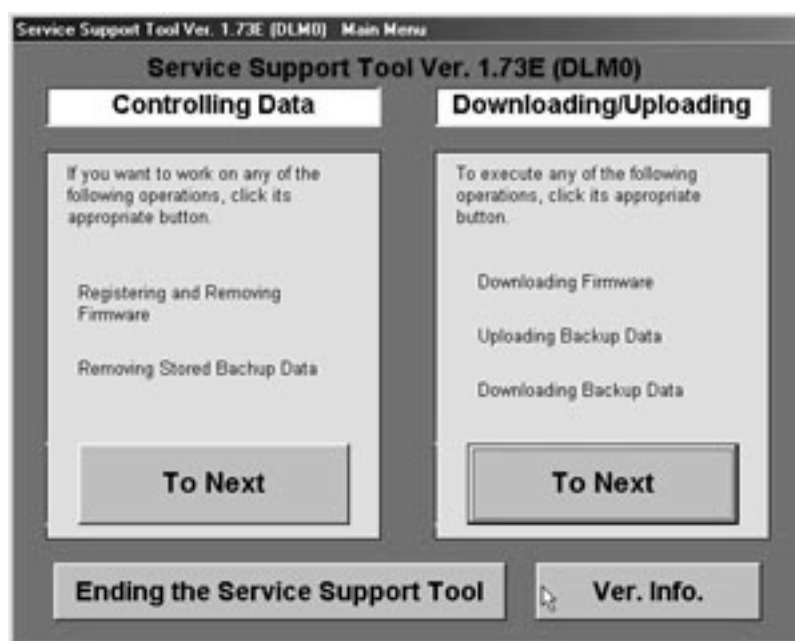 Service Support Tool Ver. 1.73E (DLM0) Main Menu
Service Support Tool Ver. 1.73E (DLM0)
Controlling Data
If you want to work on any of the
following operations, click its
appropriate button.
Registering and Removing
Firmware
Removing Stored Bachup Data
To Next
Downloading/Uploading
To execute any of the following
operations, click its appropriate
button.
Downloading Firmware
Uploading Backup Data
Downloading Backup Data
To Next
Ending the Service Support Tool
Ver. Info.